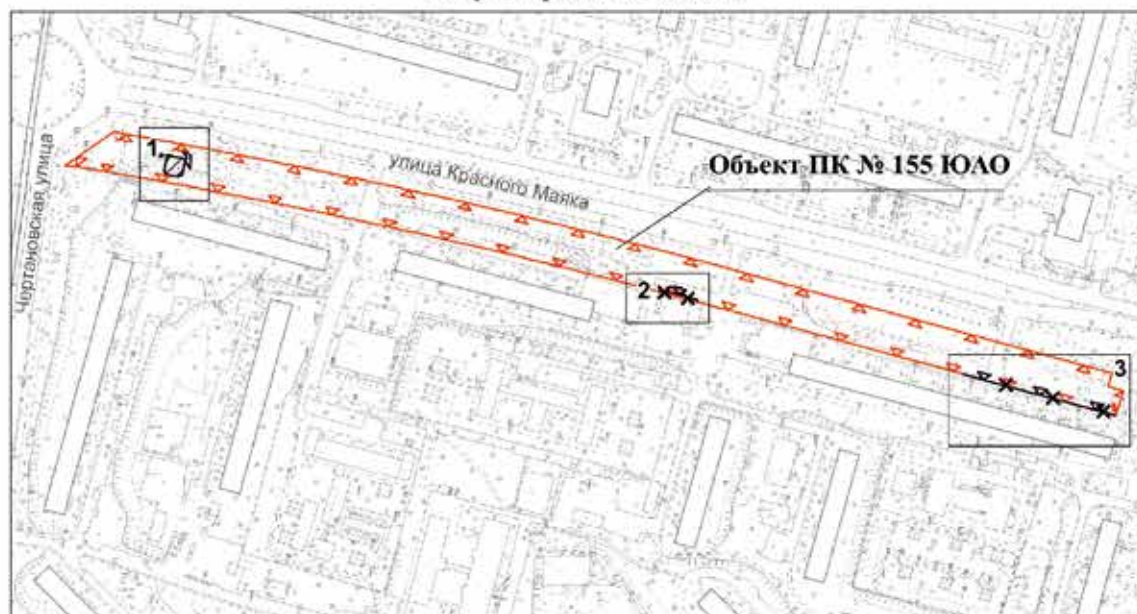 1
улица Красного Маяка
Объект ПК № 155 ЮАО
Чертановская улица
2
3